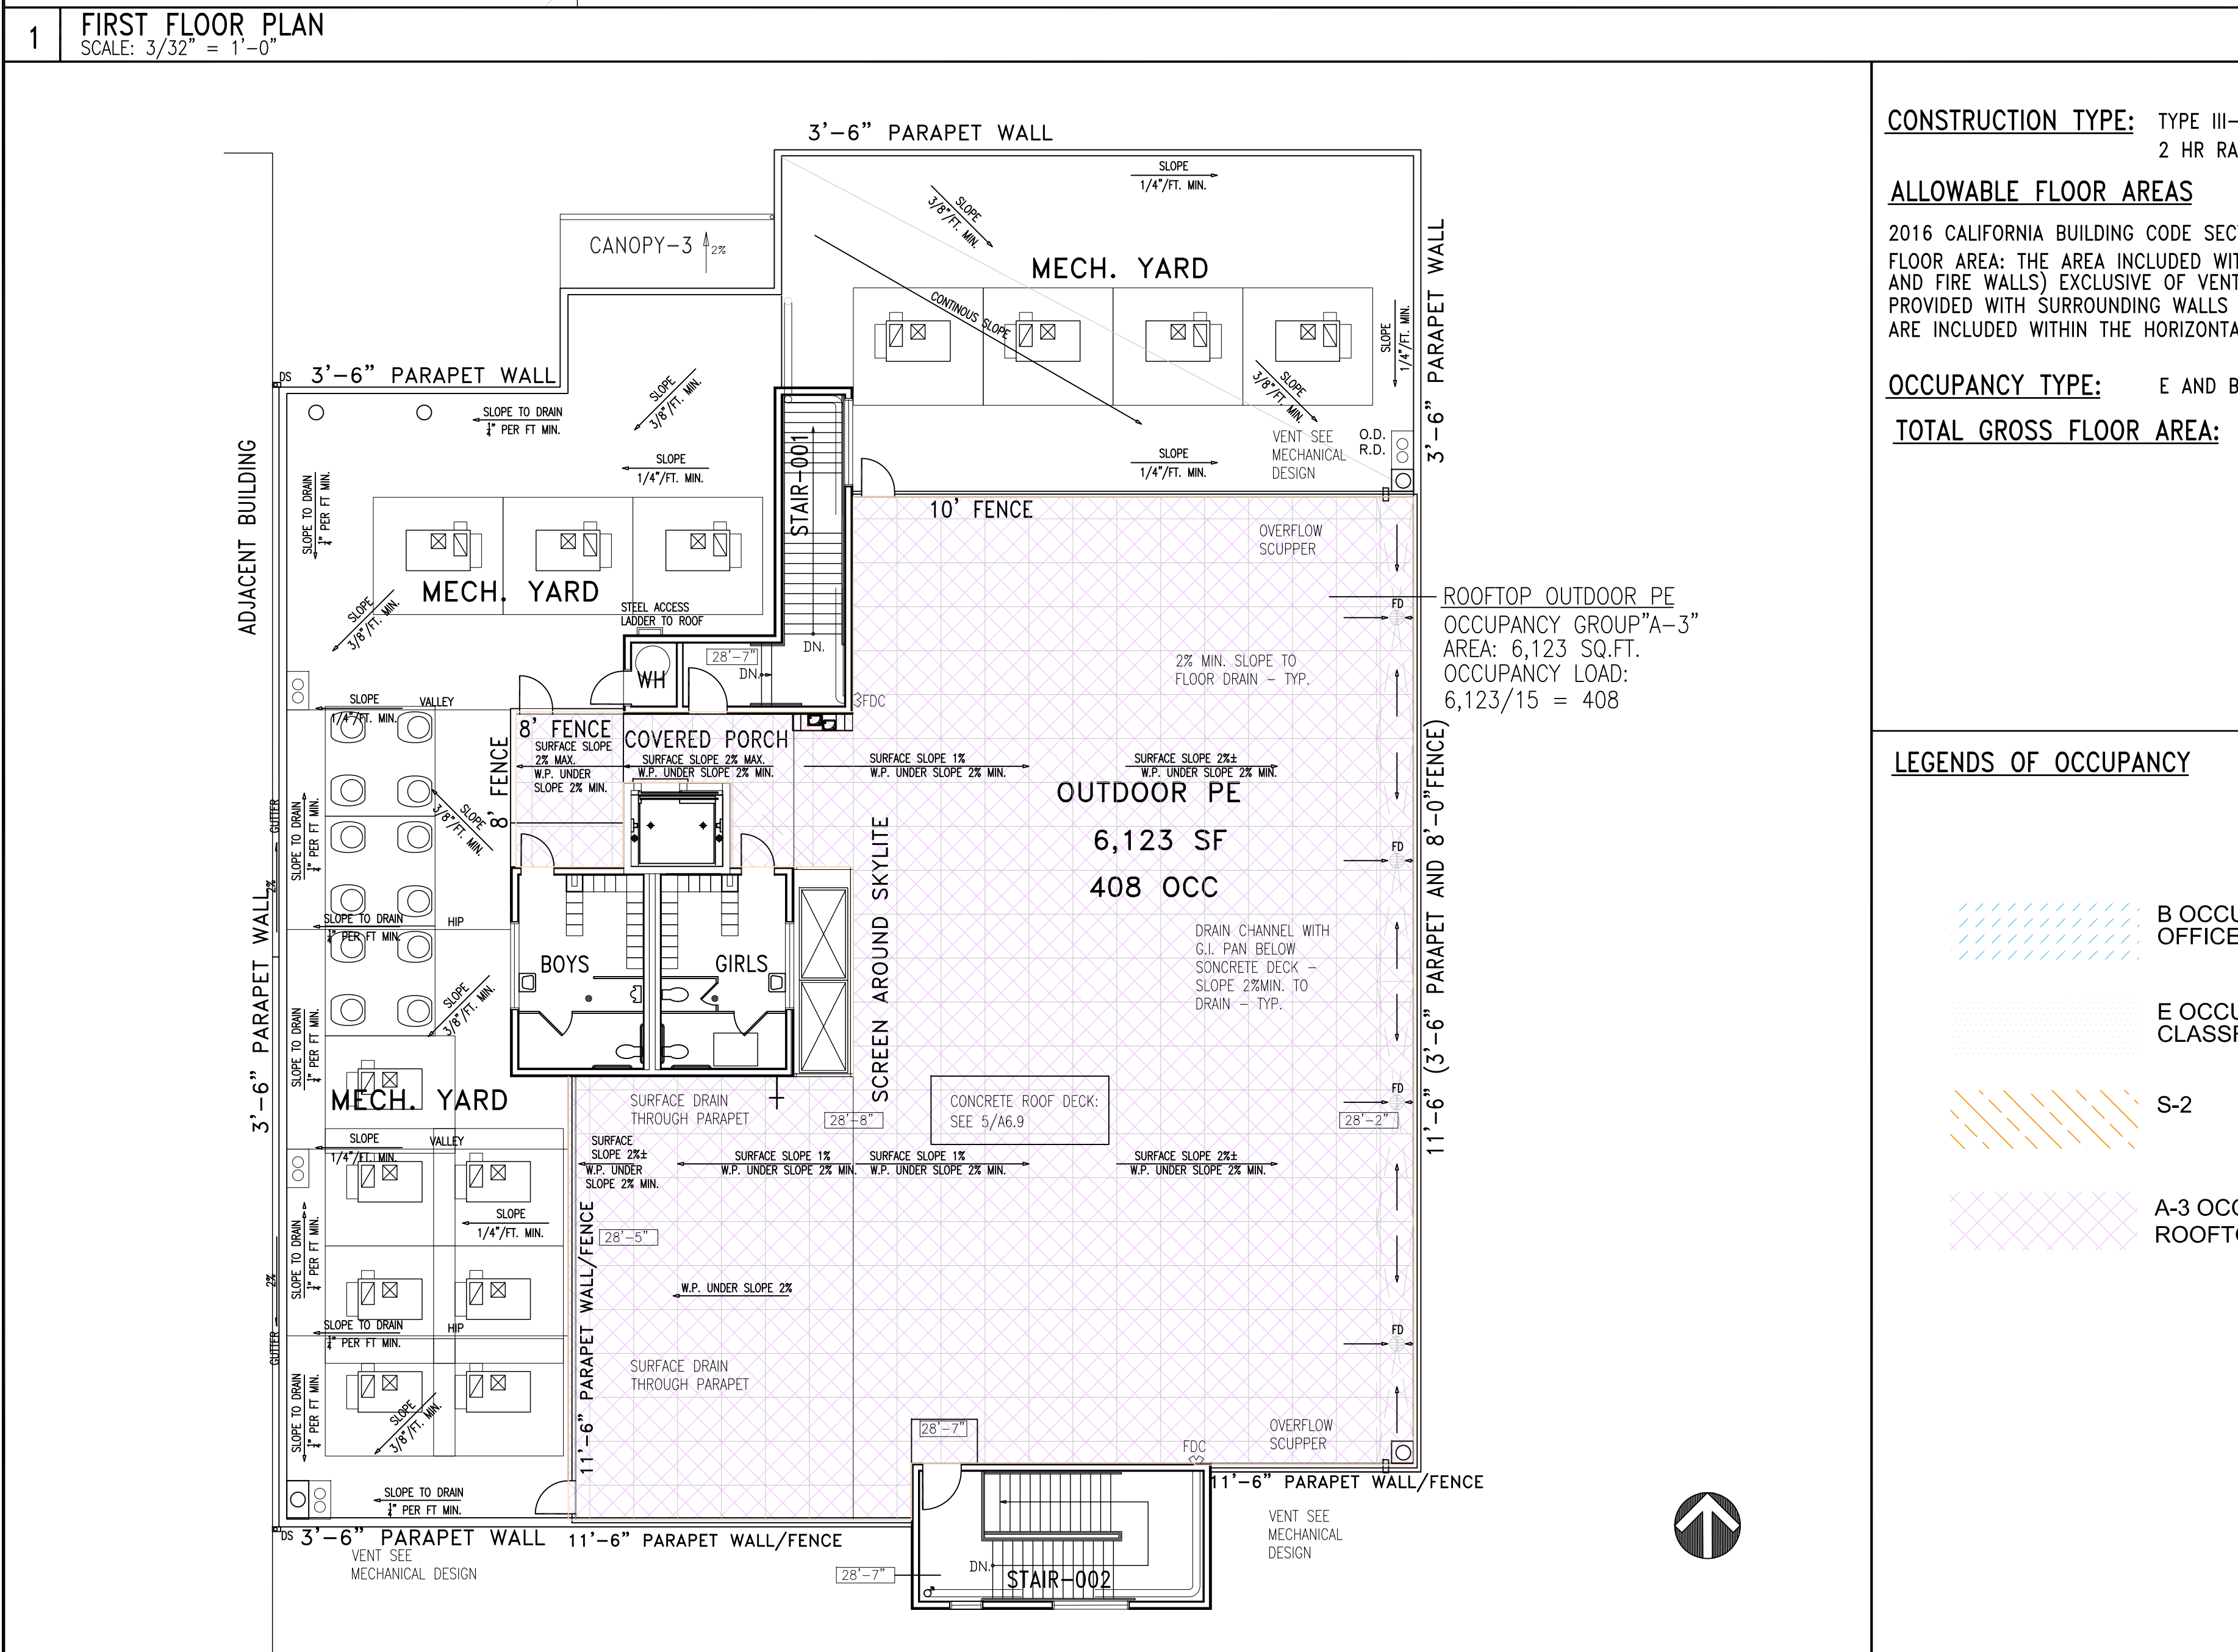 1
FIRST FLOOR PLAN
SCALE: 3/32" = 1'-0"
3'-6" PARAPET WALL
SLOPE
1/4"/FT. MIN.
SLOPE
3/8"/FT. MIN.
CANOPY-3
2%
MECH. YARD
CONTINOUS SLOPE
3'-6" PARAPET WALL
SLOPE
1/4"/FT. MIN.
SLOPE
3/8"/FT. MIN.
DS
3'-6" PARAPET WALL
SLOPE
3/8"/FT. MIN.
SLOPE TO DRAIN
1/4" PER FT MIN.
VENT SEE
MECHANICAL
DESIGN
O.D.
R.D.
SLOPE
1/4"/FT. MIN.
SLOPE
1/4"/FT. MIN.
ADJACENT BUILDING
SLOPE TO DRAIN
1/4" PER FT MIN.
STAIR-001
10' FENCE
OVERFLOW
SCUPPER
MECH. YARD
SLOPE
3/8"/FT. MIN.
STEEL ACCESS
LADDER TO ROOF
DN.
28'-7"
DN.
WH
FD
ROOFTOP OUTDOOR PE
OCCUPANCY GROUP"A-3"
AREA: 6,123 SQ.FT.
OCCUPANCY LOAD:
6,123/15 = 408
2% MIN. SLOPE TO
FLOOR DRAIN - TYP.
FDC
SLOPE
1/4"/FT. MIN.
VALLEY
8' FENCE
COVERED PORCH
8' FENCE
SURFACE SLOPE
2% MAX.
W.P. UNDER
SLOPE 2% MIN.
SURFACE SLOPE 2% MAX.
W.P. UNDER SLOPE 2% MIN.
SURFACE SLOPE 1%
W.P. UNDER SLOPE 2% MIN.
SURFACE SLOPE 2%±
W.P. UNDER SLOPE 2% MIN.
OUTDOOR PE
6,123 SF
408 OCC
GUTTER
2%
SLOPE TO DRAIN
1/4" PER FT MIN.
SLOPE
3/8"/FT. MIN.
FD
SCREEN AROUND SKYLITE
11'-6" (3'-6" PARAPET AND 8'-0"FENCE)
3'-6" PARAPET WALL
SLOPE TO DRAIN
1/4" PER FT MIN.
HIP
BOYS
GIRLS
DRAIN CHANNEL WITH
G.I. PAN BELOW
SONCRETE DECK -
SLOPE 2%MIN. TO
DRAIN - TYP.
SLOPE
3/8"/FT. MIN.
SLOPE TO DRAIN
1/4" PER FT MIN.
MECH. YARD
SURFACE DRAIN
THROUGH PARAPET
28'-8"
CONCRETE ROOF DECK:
SEE 5/A6.9
FD
28'-2"
SLOPE
1/4"/FT. MIN.
VALLEY
SURFACE
SLOPE 2%±
W.P. UNDER
SLOPE 2% MIN.
SURFACE SLOPE 1%
W.P. UNDER SLOPE 2% MIN.
SURFACE SLOPE 1%
W.P. UNDER SLOPE 2% MIN.
SURFACE SLOPE 2%±
W.P. UNDER SLOPE 2% MIN.
SLOPE
1/4"/FT. MIN.
28'-5"
SLOPE TO DRAIN
1/4" PER FT MIN.
2%
GUTTER
W.P. UNDER SLOPE 2%
11'-6" PARAPET WALL/FENCE
SLOPE TO DRAIN
1/4" PER FT MIN.
HIP
FD
SURFACE DRAIN
THROUGH PARAPET
SLOPE TO DRAIN
1/4" PER FT MIN.
SLOPE
3/8"/FT. MIN.
28'-7"
OVERFLOW
SCUPPER
FDC
SLOPE TO DRAIN
1/4" PER FT MIN.
11'-6" PARAPET WALL/FENCE
DS
3'-6" PARAPET WALL
11'-6" PARAPET WALL/FENCE
VENT SEE
MECHANICAL DESIGN
VENT SEE
MECHANICAL
DESIGN
28'-7"
DN.
STAIR-002
CONSTRUCTION TYPE:
TYPE III-
2 HR RA
ALLOWABLE FLOOR AREAS
2016 CALIFORNIA BUILDING CODE SEC
FLOOR AREA: THE AREA INCLUDED WIT
AND FIRE WALLS) EXCLUSIVE OF VENT
PROVIDED WITH SURROUNDING WALLS
ARE INCLUDED WITHIN THE HORIZONTA
OCCUPANCY TYPE:
E AND B
TOTAL GROSS FLOOR AREA:
LEGENDS OF OCCUPANCY
B OCCU
OFFICE
E OCCU
CLASSR
S-2
A-3 OCC
ROOFTO